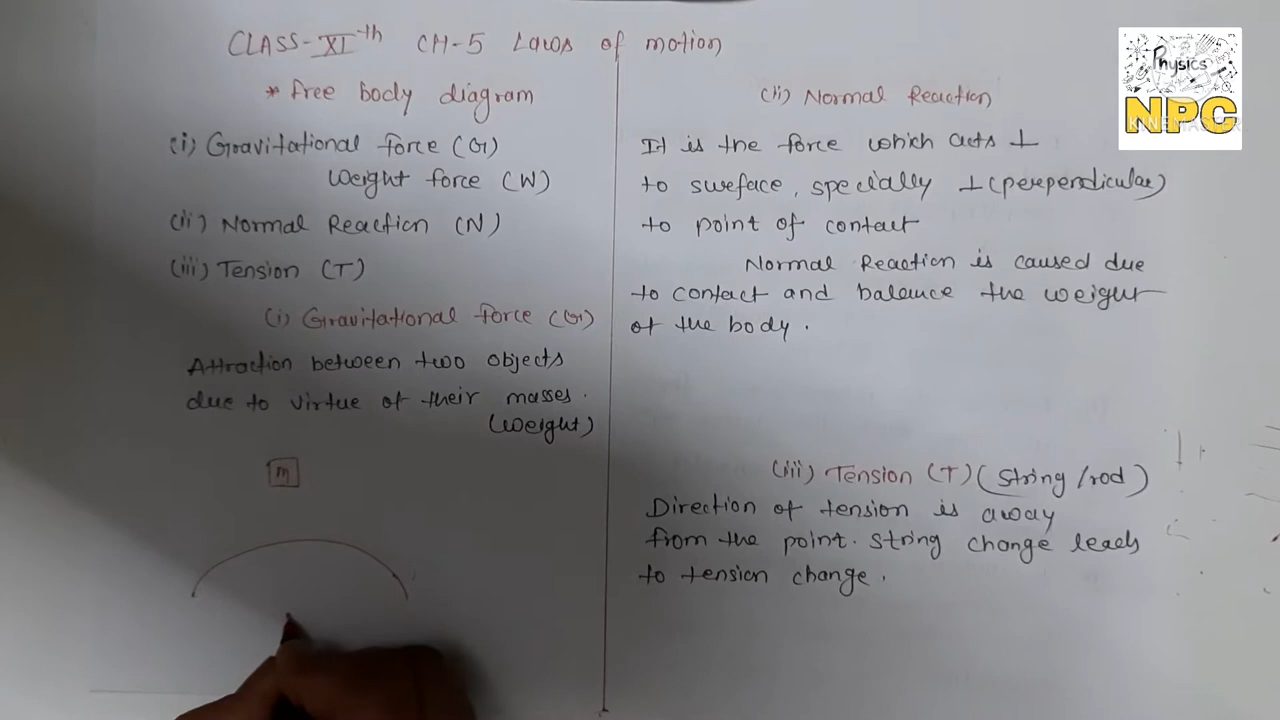 CLASS-XIth CH-5 Laws of motion
* free body diagram
(i) Gravitational force (G)
Weight force (W)
(ii) Normal Reaction (N)
(iii) Tension (T)
(i) Gravitational force (G)
Attraction between two objects
due to virtue of their masses.
(weight)
m
(ii) Normal Reaction
It is the force which acts ⊥
to sureface, specially ⊥ (perependicular)
to point of contact
Normal Reaction is caused due
to contact and balance the weight
of the body.
(iii) Tension (T) (string/rod)
Direction of tension is away
from the point. string change leads
to tension change.
Physics
NPC
KINEMASTER